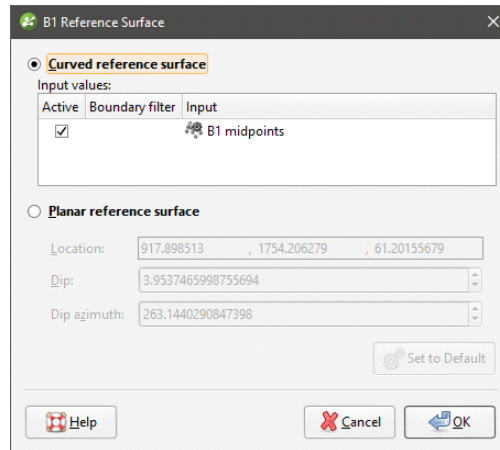 B1 Reference Surface
Curved reference surface
Input values:
Active Boundary filter Input
B1 midpoints
Planar reference surface
Location: 917.898513 , 1754.206279 , 61.20155679
Dip: 3.9537465998755694
Dip azimuth: 263.1440290847398
Set to Default
Help Cancel OK